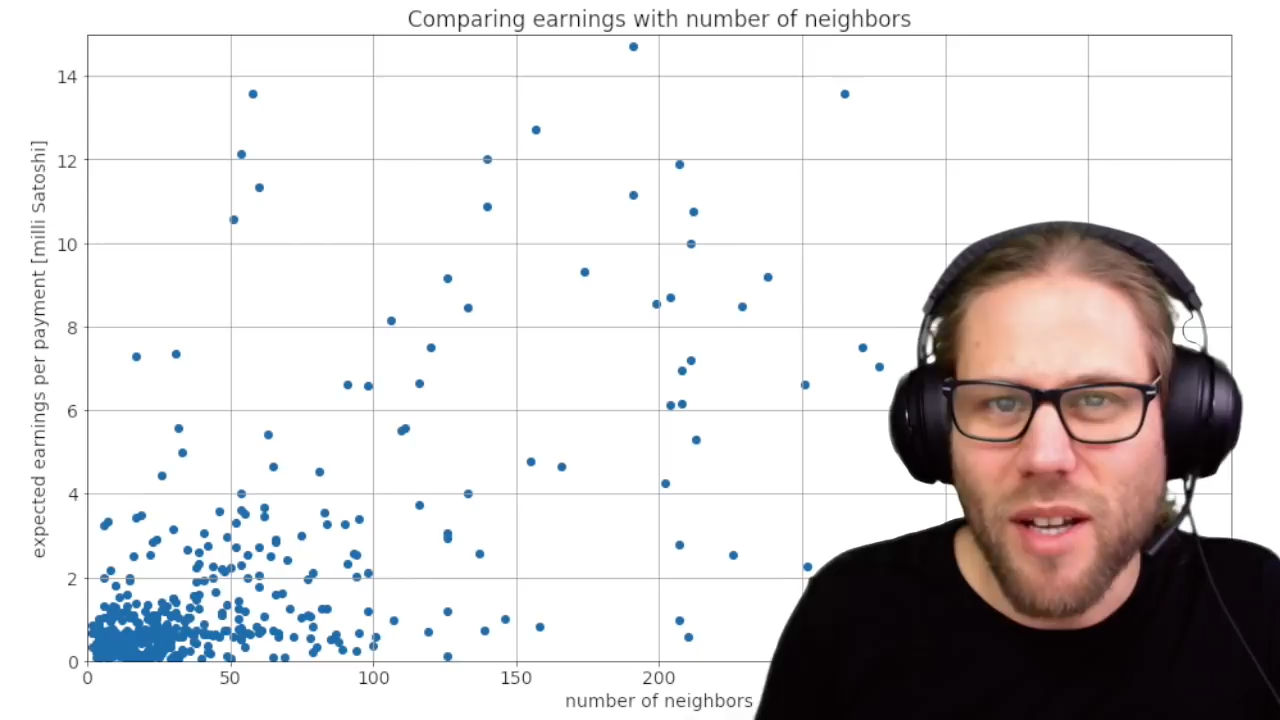 Comparing earnings with number of neighbors
expected earnings per payment [milli Satoshi]
14
12
10
8
6
4
2
0
0 50 100 150 200
number of neighbors